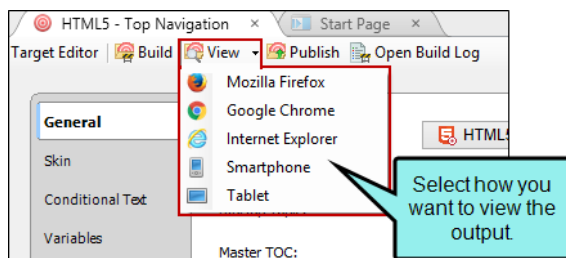 HTML5 - Top Navigation × Start Page ×
Target Editor Build View Publish Open Build Log
Mozilla Firefox
Google Chrome
Internet Explorer
Smartphone
Tablet
General
Skin
Conditional Text
Variables
Master TOC:
Select how you
want to view the
output.